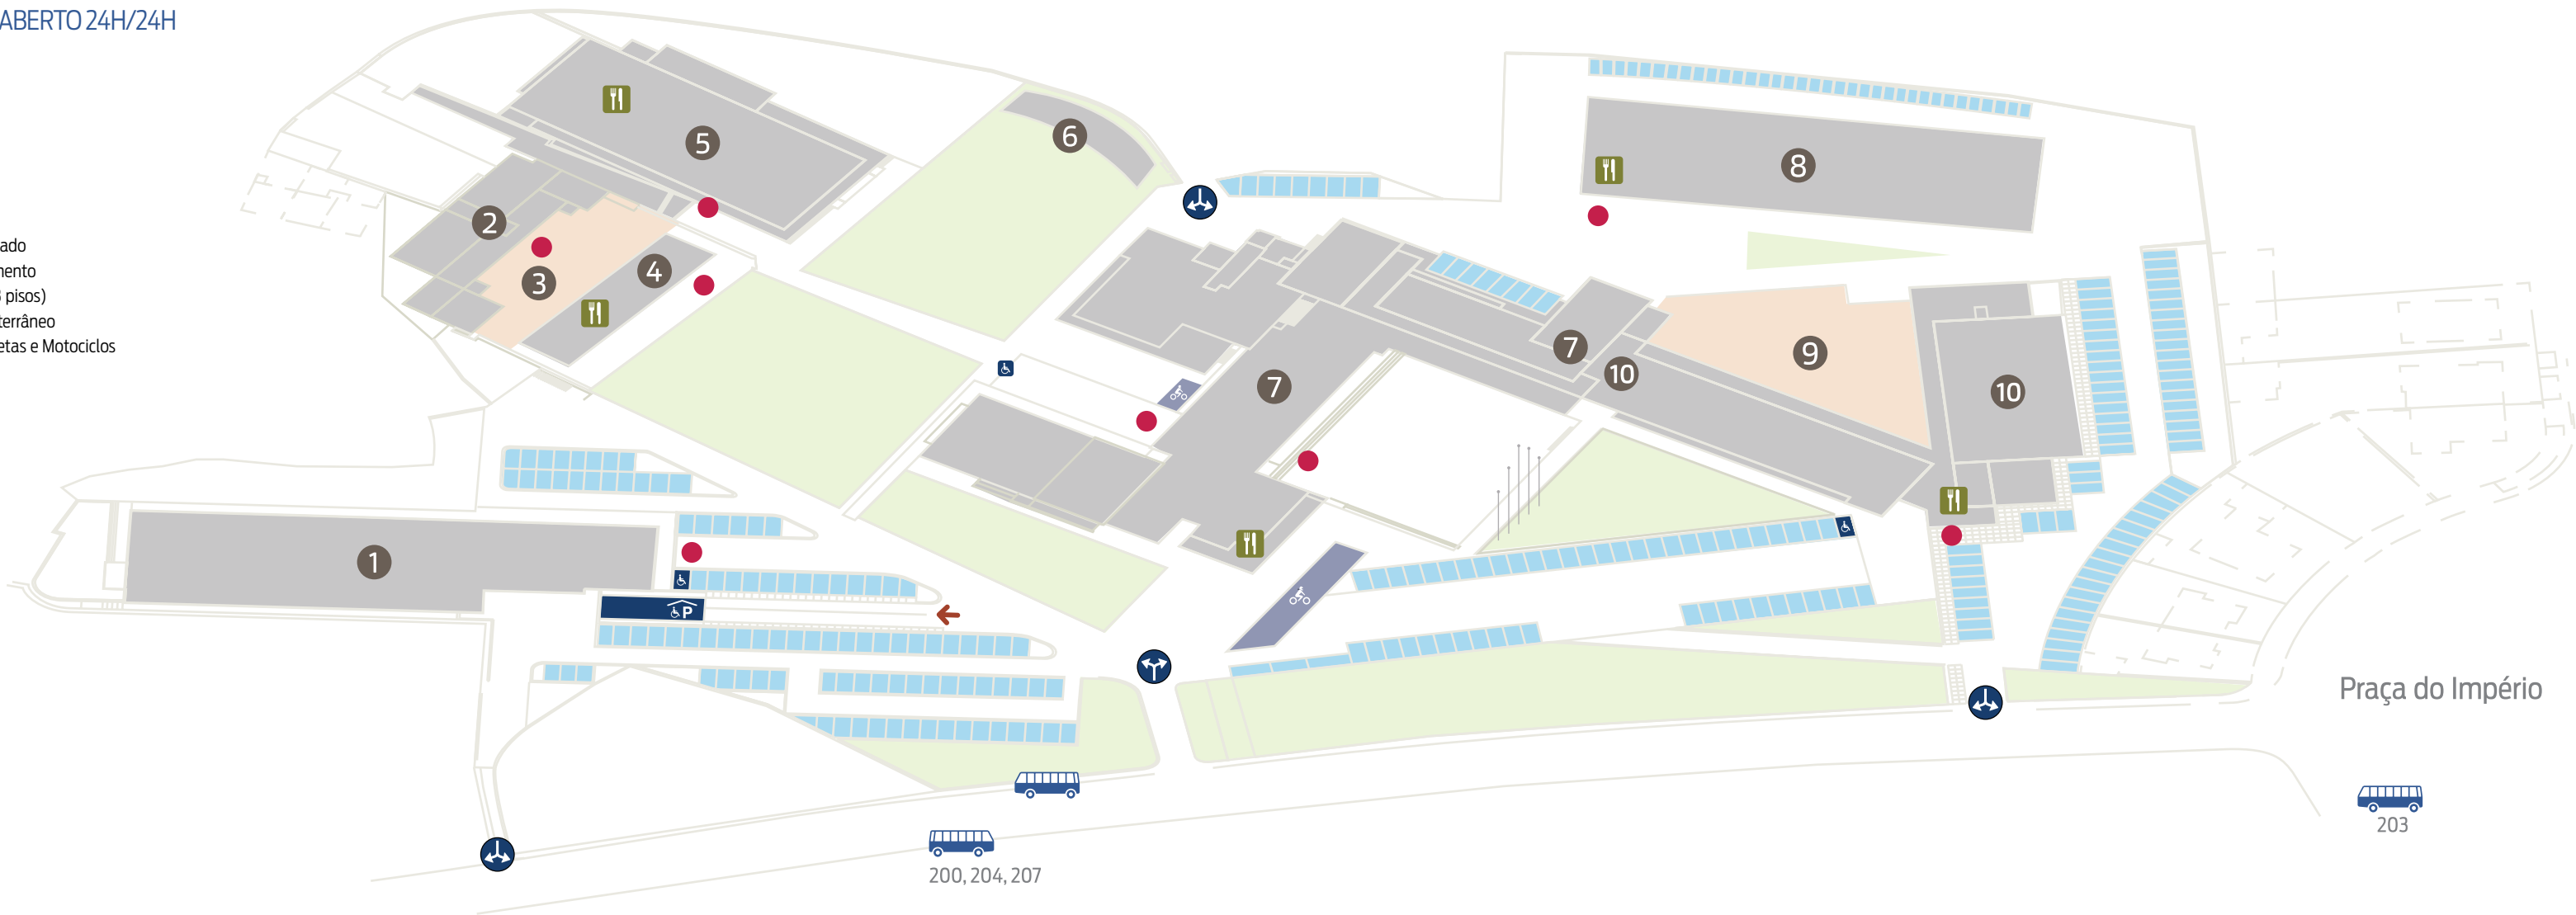 ABERTO 24H/24H
5
6
8
2
ado
nento
3 pisos)
terrâneo
etas e Motociclos
3
4
7
7
10
9
10
1
P
Praça do Império
203
200, 204, 207